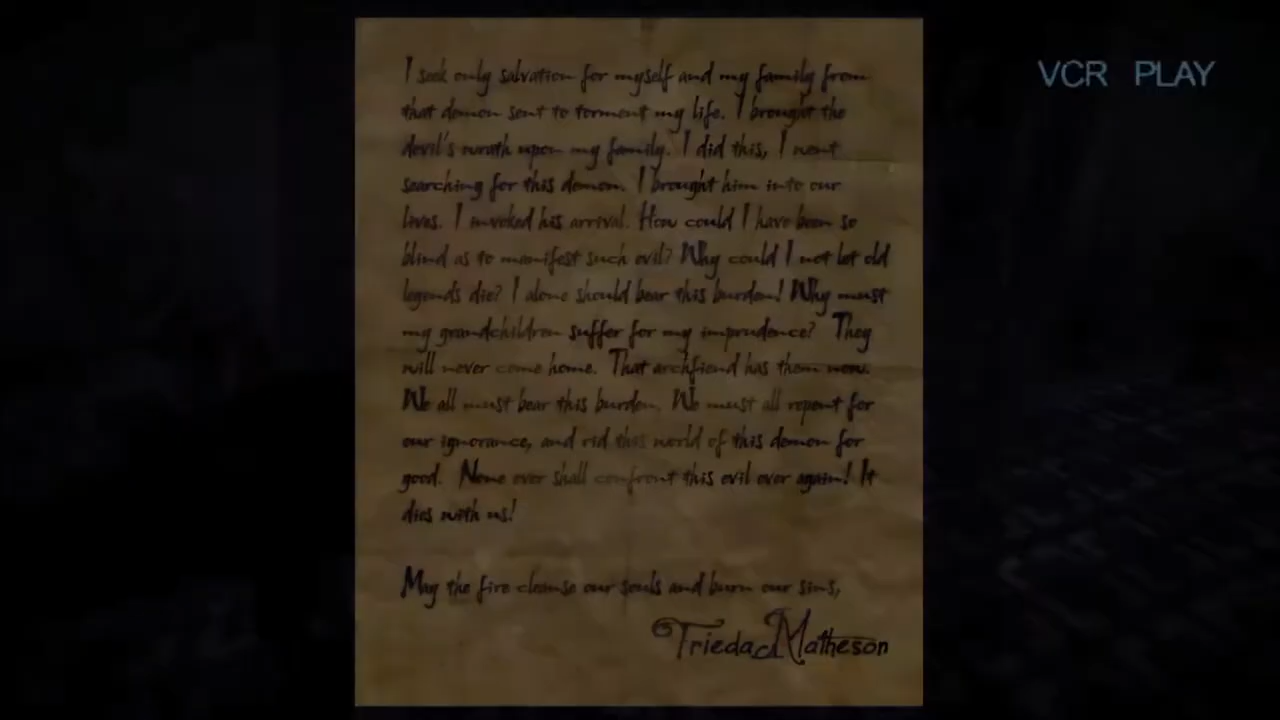 VCR PLAY
I seek only salvation for myself and my family from
that demon sent to torment my life. I brought the
devil's wrath upon my family. I did this, I went
searching for this demon. I brought him into our
lives. I invoked his arrival. How could I have been so
blind as to manifest such evil? Why could I not let old
legends die? I alone should bear this burden! Why must
my grandchildren suffer for my imprudence? They
will never come home. That archfiend has them now.
We all must bear this burden. We must all repent for
our ignorance, and rid this world of this demon for
good. None ever shall confront this evil ever again! It
dies with us!
May the fire cleanse our souls and burn our sins,
Frieda Matheson